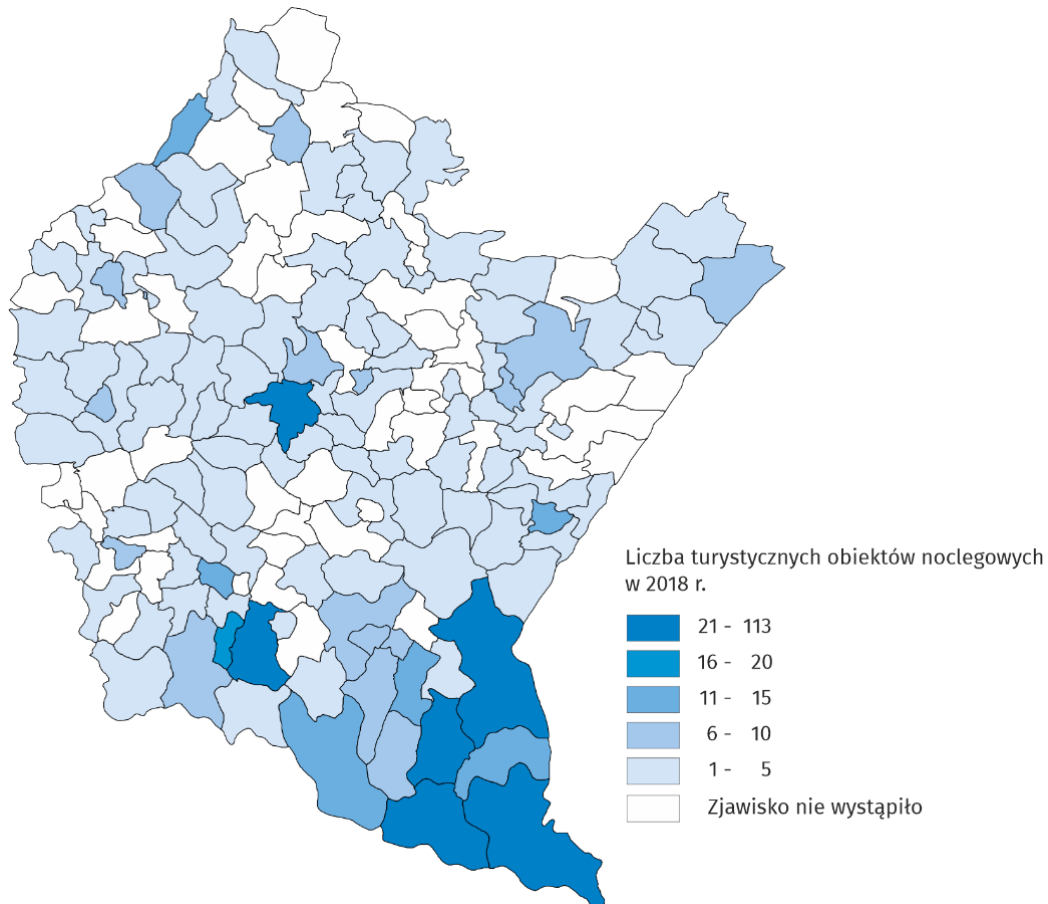 Liczba turystycznych obiektów noclegowych
w 2018 r.
21 - 113
16 - 20
11 - 15
6 - 10
1 - 5
Zjawisko nie wystąpiło